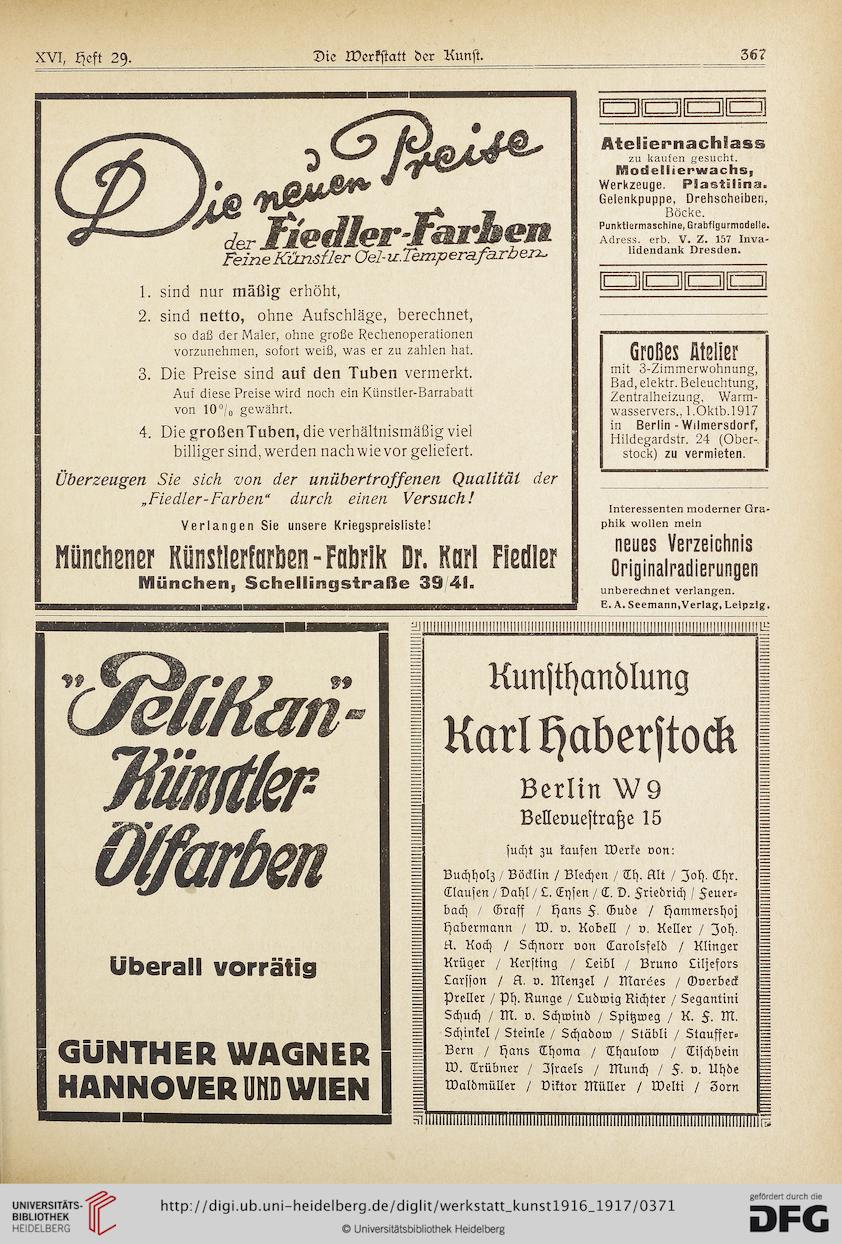 XVI, Heft 29.
Die Werkstatt der Kunst.
367
Die neuen Preise
der Fiedler-Farben
Feine Künstler Oel- u. Temperafarben
1. sind nur mäßig erhöht,
2. sind netto, ohne Aufschläge, berechnet,
so daß der Maler, ohne große Rechenoperationen
vorzunehmen, sofort weiß, was er zu zahlen hat.
3. Die Preise sind auf den Tuben vermerkt.
Auf diese Preise wird noch ein Künstler-Barrabatt
von 10% gewährt.
4. Die großen Tuben, die verhältnismäßig viel
billiger sind, werden nach wie vor geliefert.
Überzeugen Sie sich von der unübertroffenen Qualität der
„Fiedler-Farben“ durch einen Versuch!
Verlangen Sie unsere Kriegspreisliste!
Münchener Künstlerfarben-Fabrik Dr. Karl Fiedler
München, Schellingstraße 39/41.
Ateliernachlass
zu kaufen gesucht.
Modellierwachs,
Werkzeuge. Plastilina.
Gelenkpuppe, Drehscheiben,
Böcke.
Punktiermaschine, Grabfigurmodelle.
Adress. erb. V. Z. 157 Inva-
lidendank Dresden.
Großes Atelier
mit 3-Zimmerwohnung,
Bad, elektr. Beleuchtung,
Zentralheizung, Warm-
wasservers., 1. Oktb. 1917
in Berlin-Wilmersdorf,
Hildegardstr. 24 (Ober-
stock) zu vermieten.
Interessenten moderner Gra-
phik wollen mein
neues Verzeichnis
Originalradierungen
unberechnet verlangen.
E. A. Seemann, Verlag, Leipzig.
"Pelikan"-
Künstler-
Ölfarben
Überall vorrätig
GÜNTHER WAGNER
HANNOVER UND WIEN
Kunsthandlung
Karl Haberstock
Berlin W 9
Bellevuestraße 15
sucht zu kaufen Werke von:
Buchholz / Böcklin / Blechen / Th. Alt / Joh. Chr.
Clausen / Dahl / L. Eysen / C. D. Friedrich / Feuer-
bach / Graff / Hans F. Gude / Hammershoj
Habermann / W. v. Kobell / v. Keller / Joh.
A. Koch / Schnorr von Carolsfeld / Klinger
Krüger / Kersting / Leibl / Bruno Liljefors
Larsson / A. v. Menzel / Marées / Overbeck
Preller / Ph. Runge / Ludwig Richter / Segantini
Schuch / M. v. Schwind / Spitzweg / K. F. M.
Schinkel / Steinle / Schadow / Stäbli / Stauffer-
Bern / Hans Thoma / Thaulow / Tischbein
W. Trübner / Israels / Munch / F. v. Uhde
Waldmüller / Viktor Müller / Welti / Zorn
UNIVERSITÄTS-
BIBLIOTHEK
HEIDELBERG
http://digi.ub.uni-heidelberg.de/diglit/werkstatt_kunst1916_1917/0371
© Universitätsbibliothek Heidelberg
gefördert durch die
DFG